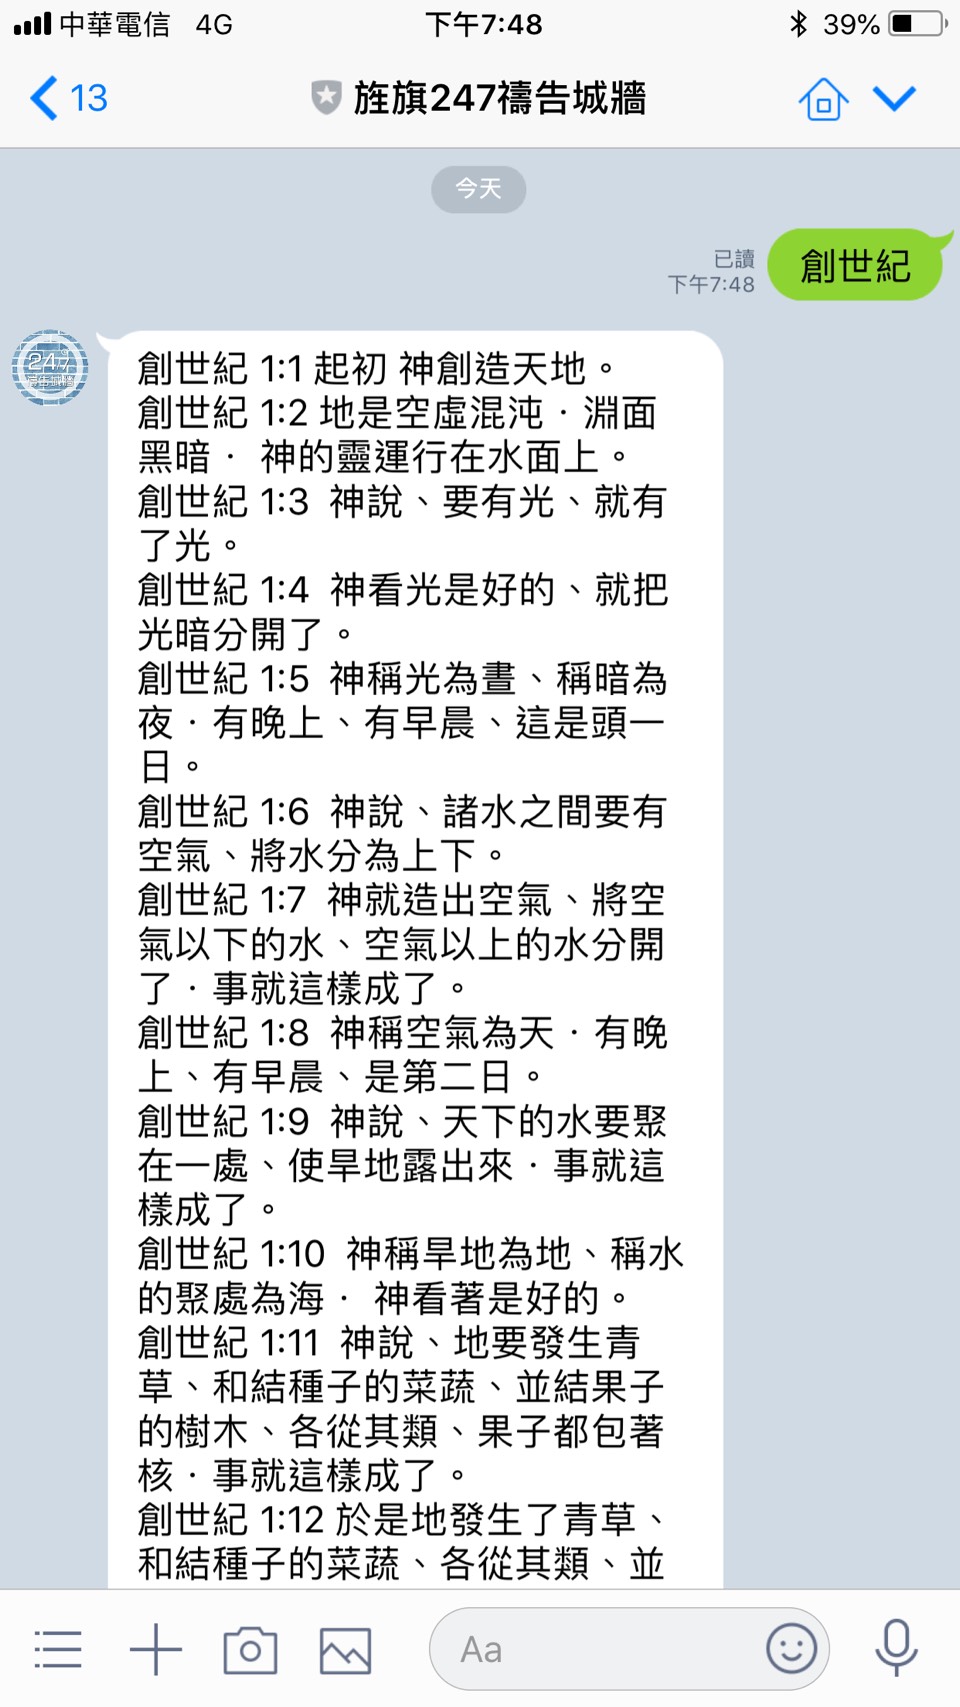 中華電信 4G 下午7:48 39%
13 旌旗247禱告城牆
今天
創世紀
已讀
下午7:48
247
禱告城牆
創世紀 1:1 起初 神創造天地。
創世紀 1:2 地是空虛混沌．淵面
黑暗． 神的靈運行在水面上。
創世紀 1:3 神說、要有光、就有
了光。
創世紀 1:4 神看光是好的、就把
光暗分開了。
創世紀 1:5 神稱光為晝、稱暗為
夜．有晚上、有早晨、這是頭一
日。
創世紀 1:6 神說、諸水之間要有
空氣、將水分為上下。
創世紀 1:7 神就造出空氣、將空
氣以下的水、空氣以上的水分開
了．事就這樣成了。
創世紀 1:8 神稱空氣為天．有晚
上、有早晨、是第二日。
創世紀 1:9 神說、天下的水要聚
在一處、使旱地露出來．事就這
樣成了。
創世紀 1:10 神稱旱地為地、稱水
的聚處為海． 神看著是好的。
創世紀 1:11 神說、地要發生青
草、和結種子的菜蔬、並結果子
的樹木、各從其類、果子都包著
核．事就這樣成了。
創世紀 1:12 於是地發生了青草、
和結種子的菜蔬、各從其類、並
Aa